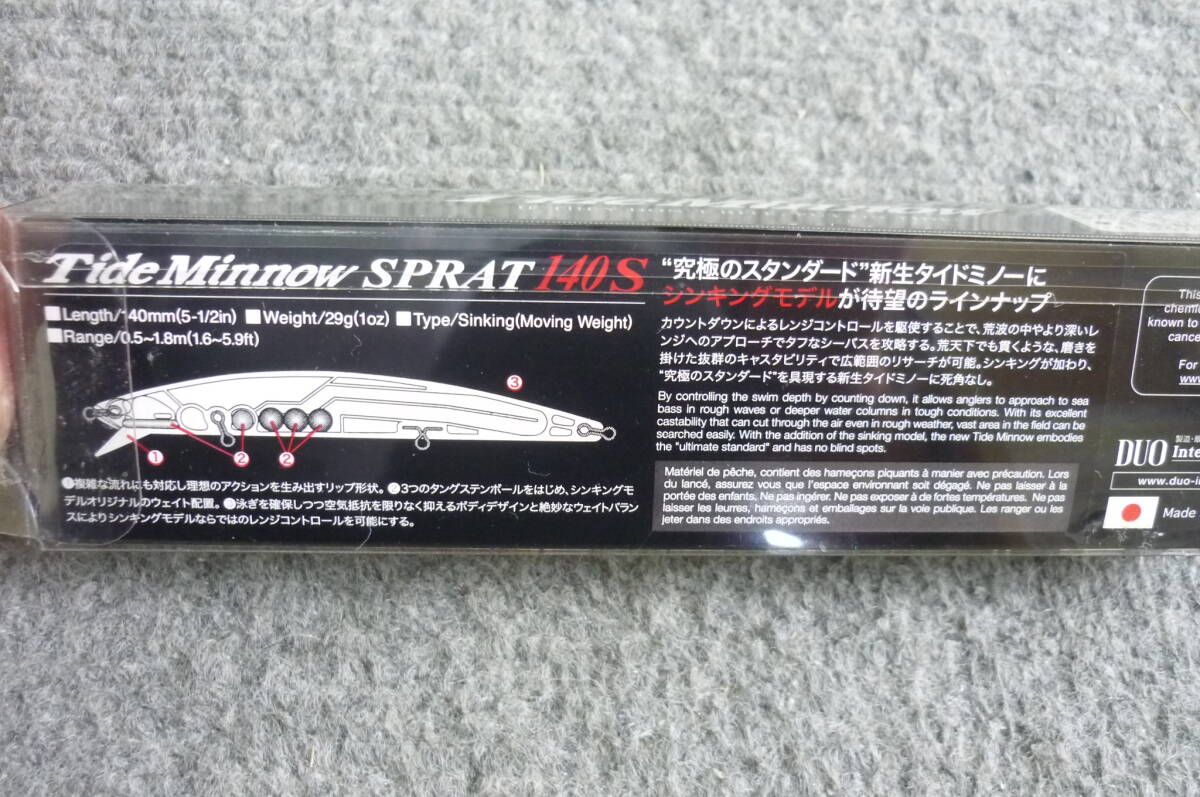 Tide Minnow SPRAT 140S
■Length/140mm(5-1/2in) ■Weight/29g(1oz) ■Type/Sinking(Moving Weight)
■Range/0.5~1.8m(1.6~5.9ft)
③
① ② ②
❶複雑な流れにも対応し理想のアクションを生み出すリップ形状。❷3つのタングステンボールをはじめ、シンキングモ
デルオリジナルのウェイト配置。❸泳ぎを確保しつつ空気抵抗を限りなく抑えるボディデザインと絶妙なウェイトバラン
スによりシンキングモデルならではのレンジコントロールを可能にする。
“究極のスタンダード”新生タイドミノーに
シンキングモデルが待望のラインナップ
カウントダウンによるレンジコントロールを駆使することで、荒波の中やより深いレ
ンジへのアプローチでタフなシーバスを攻略する。荒天下でも貫くような、磨きを
掛けた抜群のキャスタビリティで広範囲のリサーチが可能。シンキングが加わり、
“究極のスタンダード”を具現する新生タイドミノーに死角なし。
By controlling the swim depth by counting down, it allows anglers to approach to sea
bass in rough waves or deeper water columns in tough conditions. With its excellent
castability that can cut through the air even in rough weather, vast area in the field can be
searched easily. With the addition of the sinking model, the new Tide Minnow embodies
the "ultimate standard" and has no blind spots.
Matériel de pêche, contient des hameçons piquants à manier avec précaution. Lors
du lancé, assurez vous que l'espace environnant soit dégagé. Ne pas laisser à la
portée des enfants. Ne pas ingérer. Ne pas exposer à de fortes températures. Ne pas
laisser les leurres, hameçons et emballages sur la voie publique. Les ranger ou les
jeter dans des endroits appropriés.
This
chemi
known to
cance
For
www
製造・販
DUO Inte
www.duo-i
Made